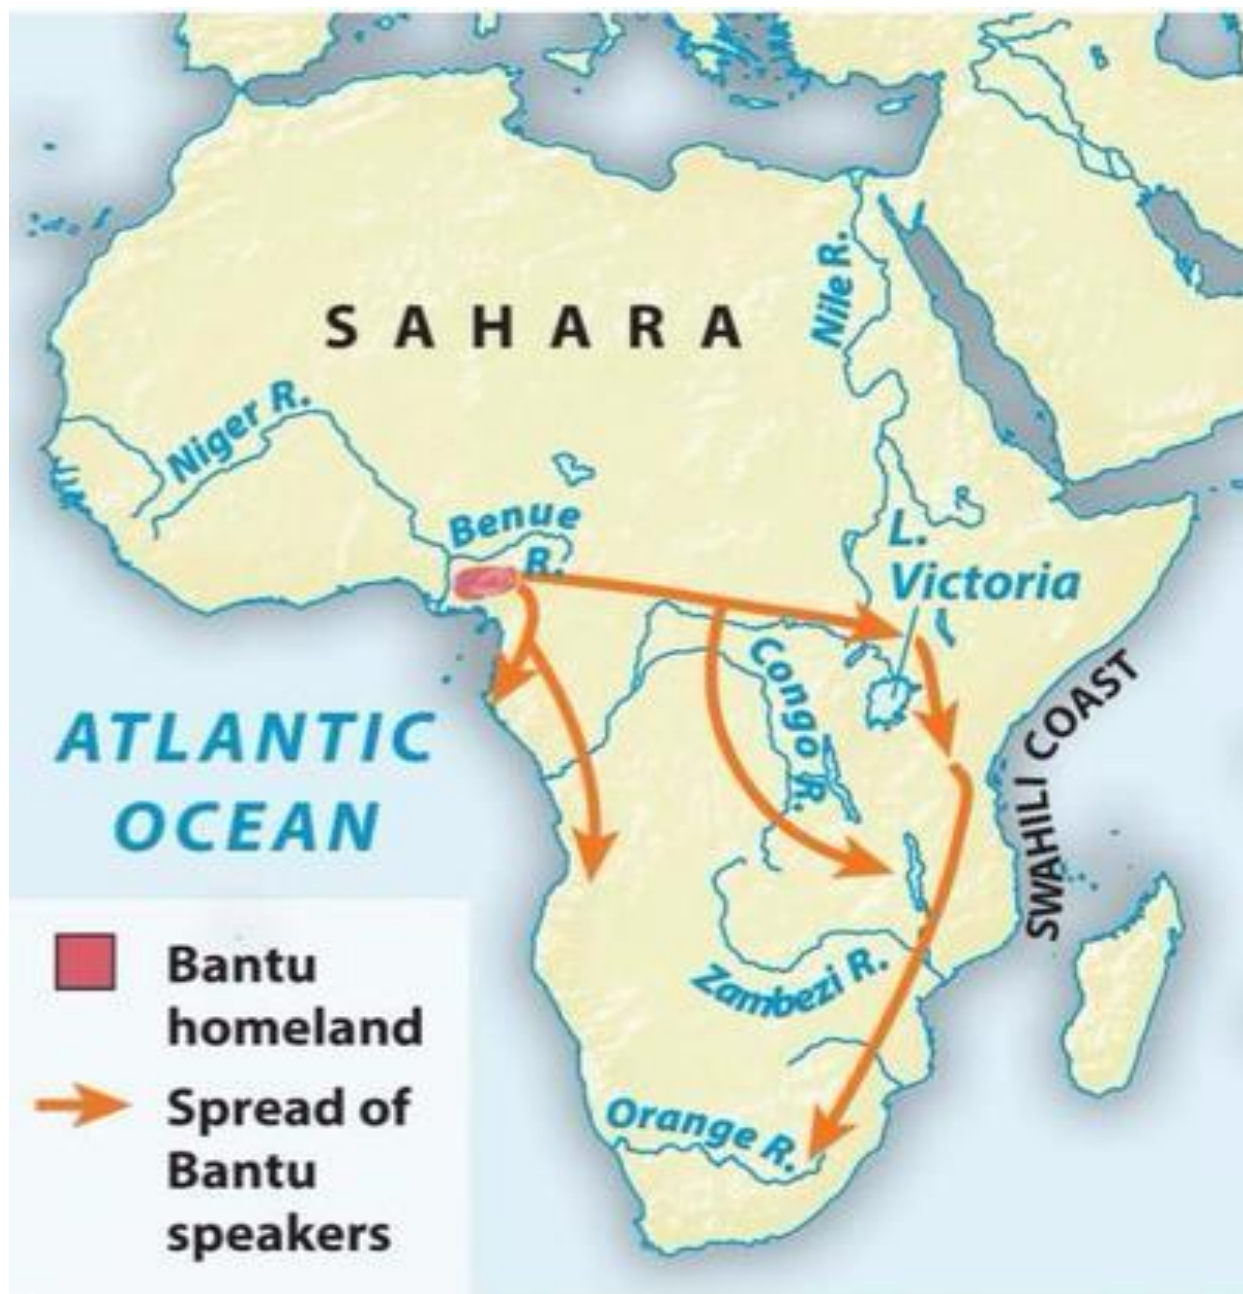 SAHARA
Nile R.
Niger R.
Benue
R.
L.
Victoria
Congo R.
SWAHILI COAST
ATLANTIC
OCEAN
Zambezi R.
Orange R.
Bantu
homeland
Spread of
Bantu
speakers